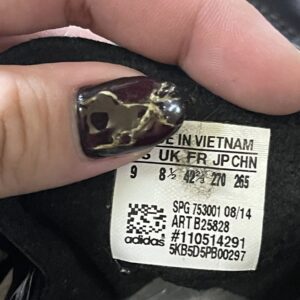 E IN VIETNAM
S UK FR JP CHN
9 8½ 42⅔ 270 265
SPG 753001 08/14
ART B25828
#110514291
adidas
5KB5D5PB00297